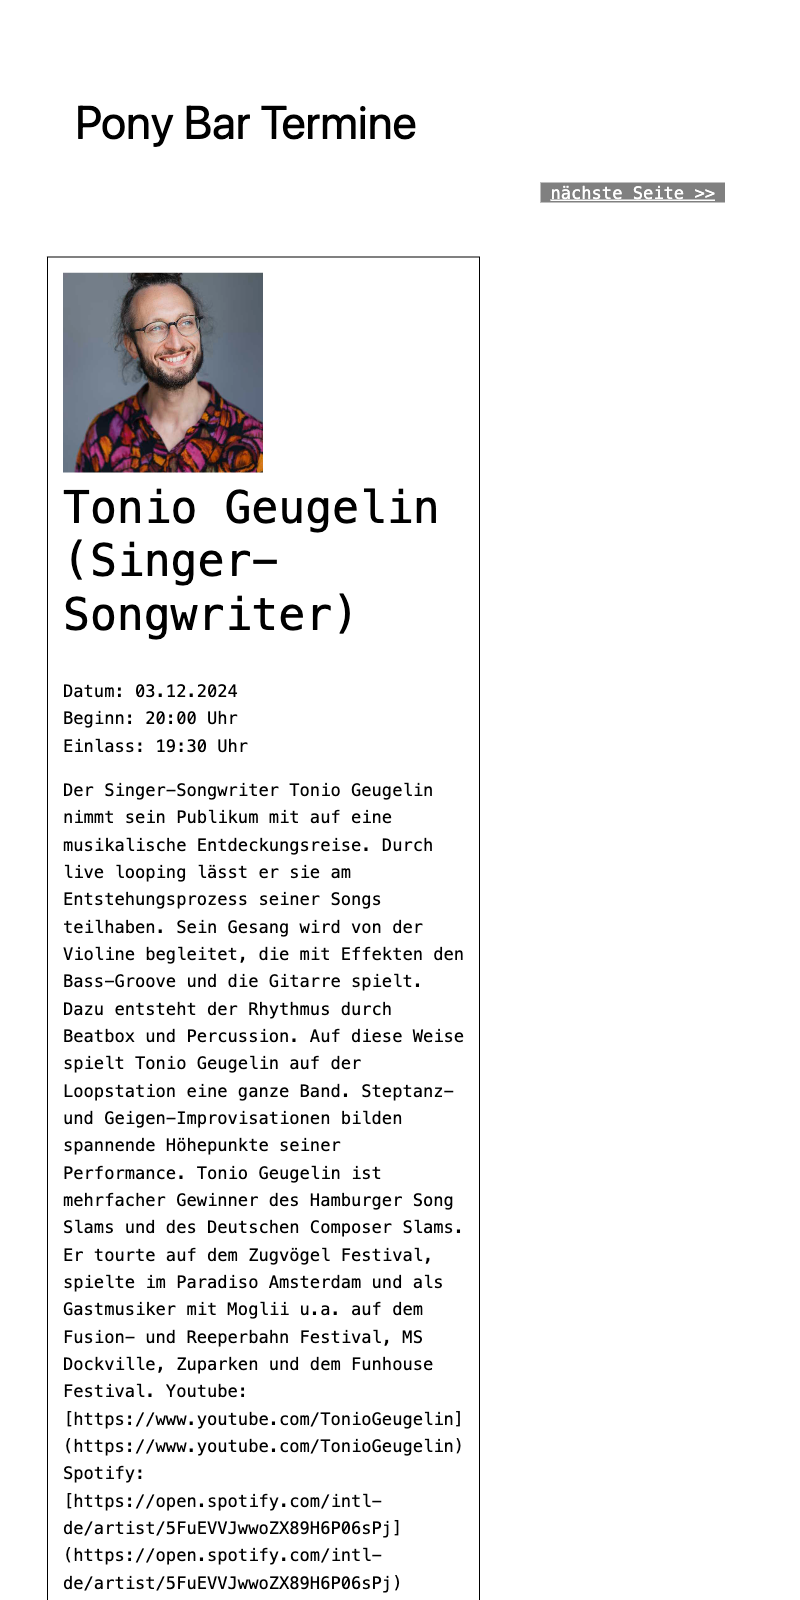 Pony Bar Termine
nächste Seite >>
Tonio Geugelin
(Singer-
Songwriter)
Datum: 03.12.2024
Beginn: 20:00 Uhr
Einlass: 19:30 Uhr
Der Singer-Songwriter Tonio Geugelin
nimmt sein Publikum mit auf eine
musikalische Entdeckungsreise. Durch
live looping lässt er sie am
Entstehungsprozess seiner Songs
teilhaben. Sein Gesang wird von der
Violine begleitet, die mit Effekten den
Bass-Groove und die Gitarre spielt.
Dazu entsteht der Rhythmus durch
Beatbox und Percussion. Auf diese Weise
spielt Tonio Geugelin auf der
Loopstation eine ganze Band. Steptanz-
und Geigen-Improvisationen bilden
spannende Höhepunkte seiner
Performance. Tonio Geugelin ist
mehrfacher Gewinner des Hamburger Song
Slams und des Deutschen Composer Slams.
Er tourte auf dem Zugvögel Festival,
spielte im Paradiso Amsterdam und als
Gastmusiker mit Moglii u.a. auf dem
Fusion- und Reeperbahn Festival, MS
Dockville, Zuparken und dem Funhouse
Festival. Youtube:
[https://www.youtube.com/TonioGeugelin]
(https://www.youtube.com/TonioGeugelin)
Spotify:
[https://open.spotify.com/intl-
de/artist/5FuEVVJwwoZX89H6P06sPj]
(https://open.spotify.com/intl-
de/artist/5FuEVVJwwoZX89H6P06sPj)